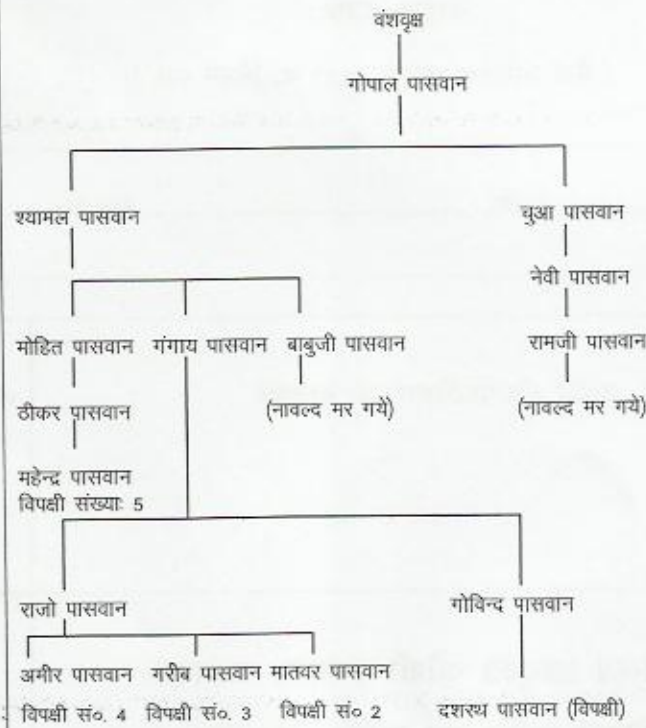 वंशवृक्ष
गोपाल पासवान
श्यामल पासवान चुआ पासवान
नेवी पासवान
मोहित पासवान गंगाय पासवान बाबुजी पासवान रामजी पासवान
ठीकर पासवान (नावल्द मर गये) (नावल्द मर गये)
महेन्द्र पासवान
विपक्षी संख्याः 5
राजो पासवान गोविन्द पासवान
अमीर पासवान गरीब पासवान मातवर पासवान
विपक्षी सं०. 4 विपक्षी सं०. 3 विपक्षी सं० 2 दशरथ पासवान (विपक्षी)